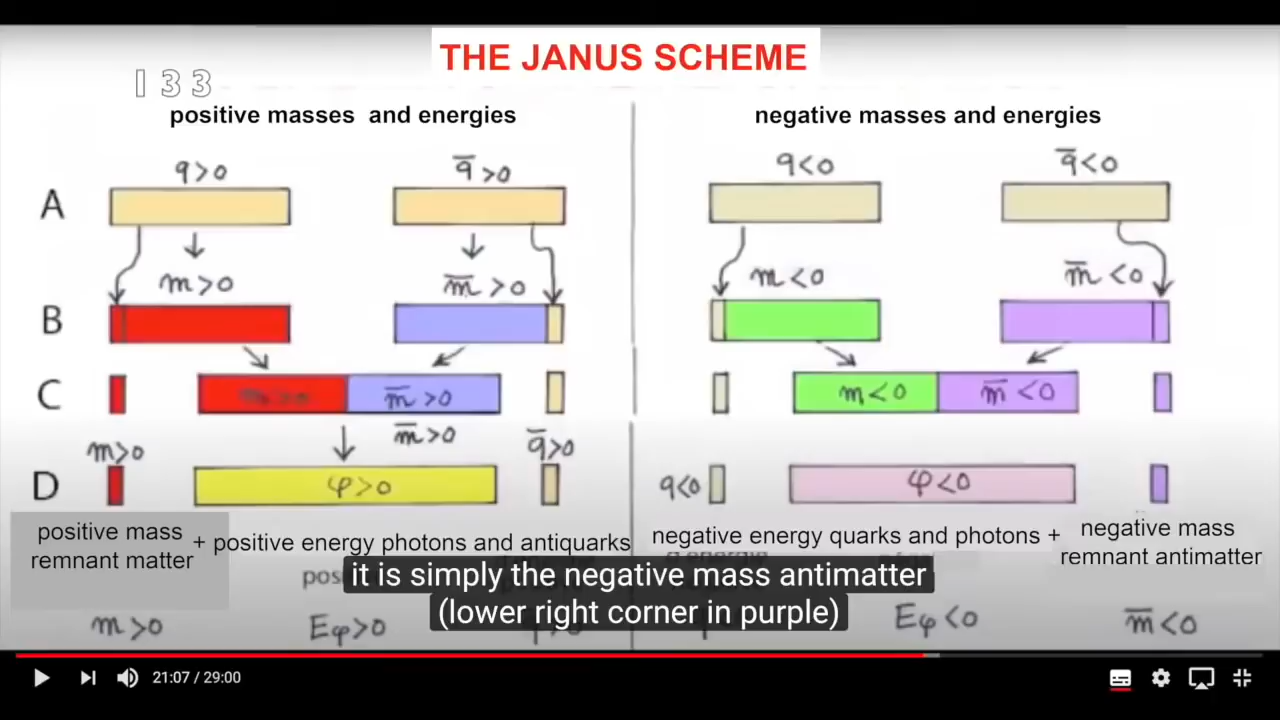 THE JANUS SCHEME
133
positive masses and energies
negative masses and energies
q>0
q̅>0
q<0
q̅<0
A
m>0
m̅>0
m<0
m̅<0
B
C
m>0
m̅>0
m<0
m̅<0
m>0
m̅>0
q̅>0
D
φ>0
q<0
φ<0
positive mass
remnant matter
+ positive energy photons and antiquarks
negative energy quarks and photons +
negative mass
remnant antimatter
it is simply the negative mass antimatter
(lower right corner in purple)
m>0
Eφ>0
Eφ<0
m̅<0
21:07 / 29:00